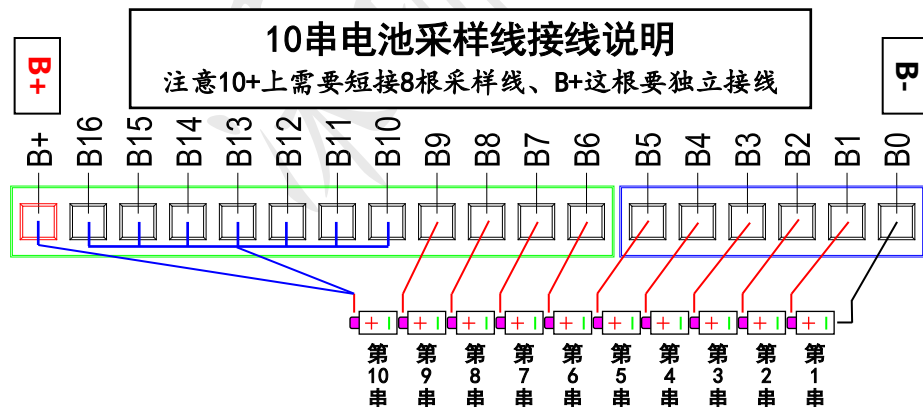 10串电池采样线接线说明
注意10+上需要短接8根采样线、B+这根要独立接线
B+
B-
B+ B16 B15 B14 B13 B12 B11 B10 B9 B8 B7 B6 B5 B4 B3 B2 B1 B0
第10串 第9串 第8串 第7串 第6串 第5串 第4串 第3串 第2串 第1串